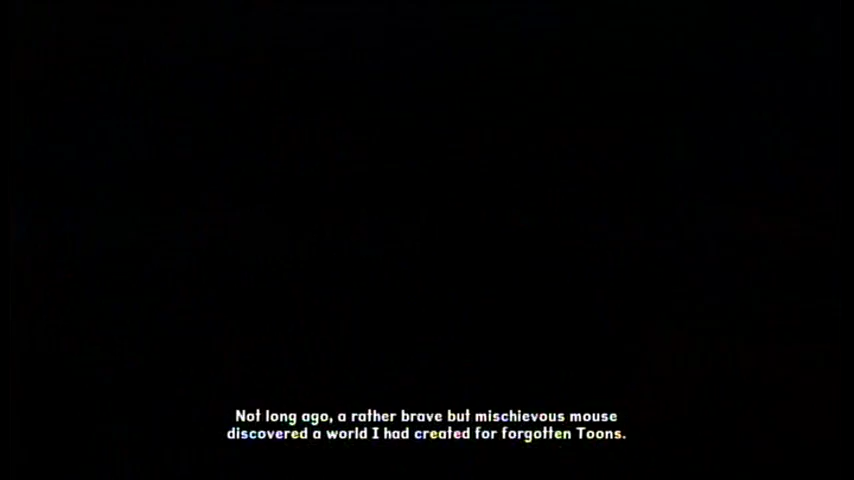 Not long ago, a rather brave but mischievous mouse
discovered a world I had created for forgotten Toons.